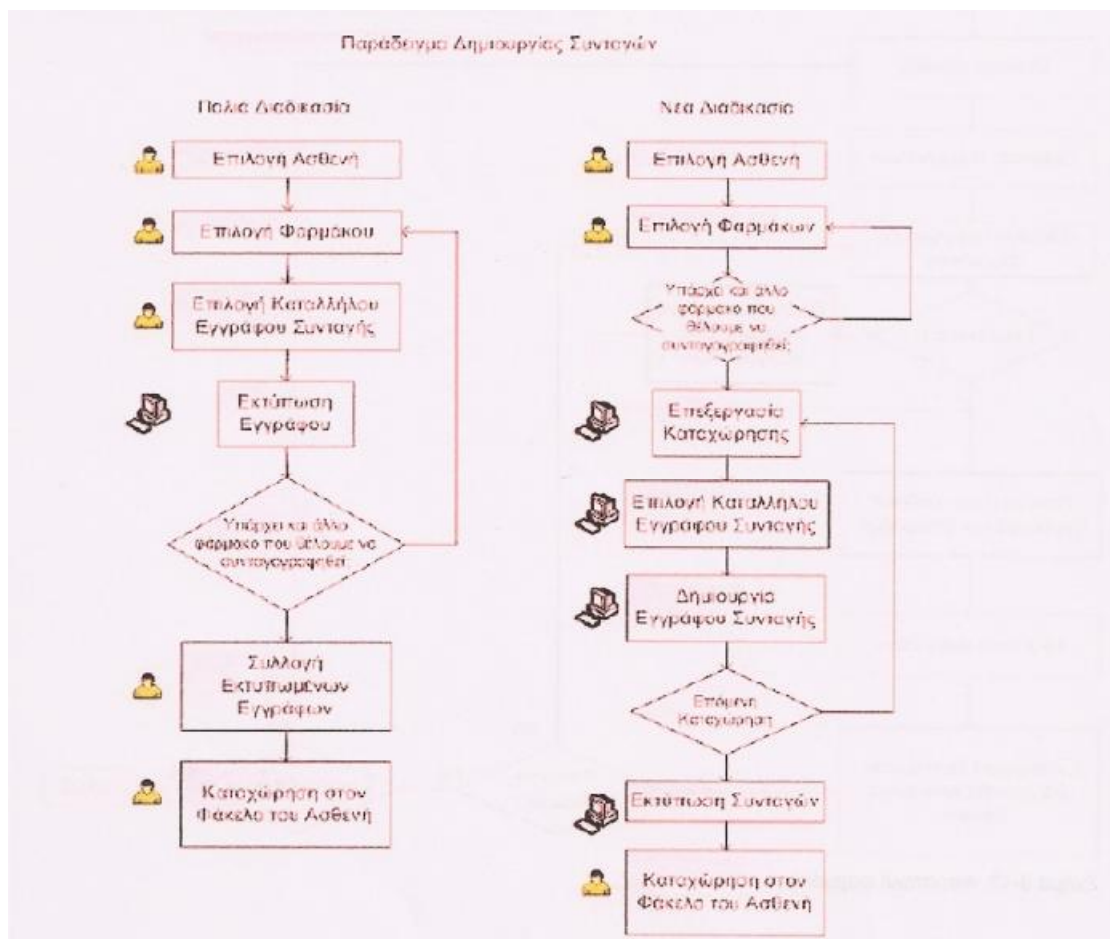 Παράδειγμα Δημιουργίας Συνταγών
Παλιά Διαδικασία
Επιλογή Ασθενή
Επιλογή Φαρμάκου
Επιλογή Καταλλήλου
Εγγράφου Συνταγής
Εκτύπωση
Εγγράφου
Υπάρχει και άλλο
φάρμακο που θέλουμε να
συνταγογραφηθεί
Συλλογή
Εκτυπωμένων
Εγγράφων
Καταχώρηση στον
Φάκελο του Ασθενή
Νέα Διαδικασία
Επιλογή Ασθενή
Επιλογή Φαρμάκων
Υπάρχει και άλλο
φάρμακο που
θέλουμε να
συνταγογραφηθεί;
Επεξεργασία
Καταχώρησης
Επιλογή Καταλλήλου
Εγγράφου Συνταγής
Δημιουργία
Εγγράφου Συνταγής
Επόμενη
Καταχώρηση
Εκτύπωση Συνταγών
Καταχώρηση στον
Φάκελο του Ασθενή